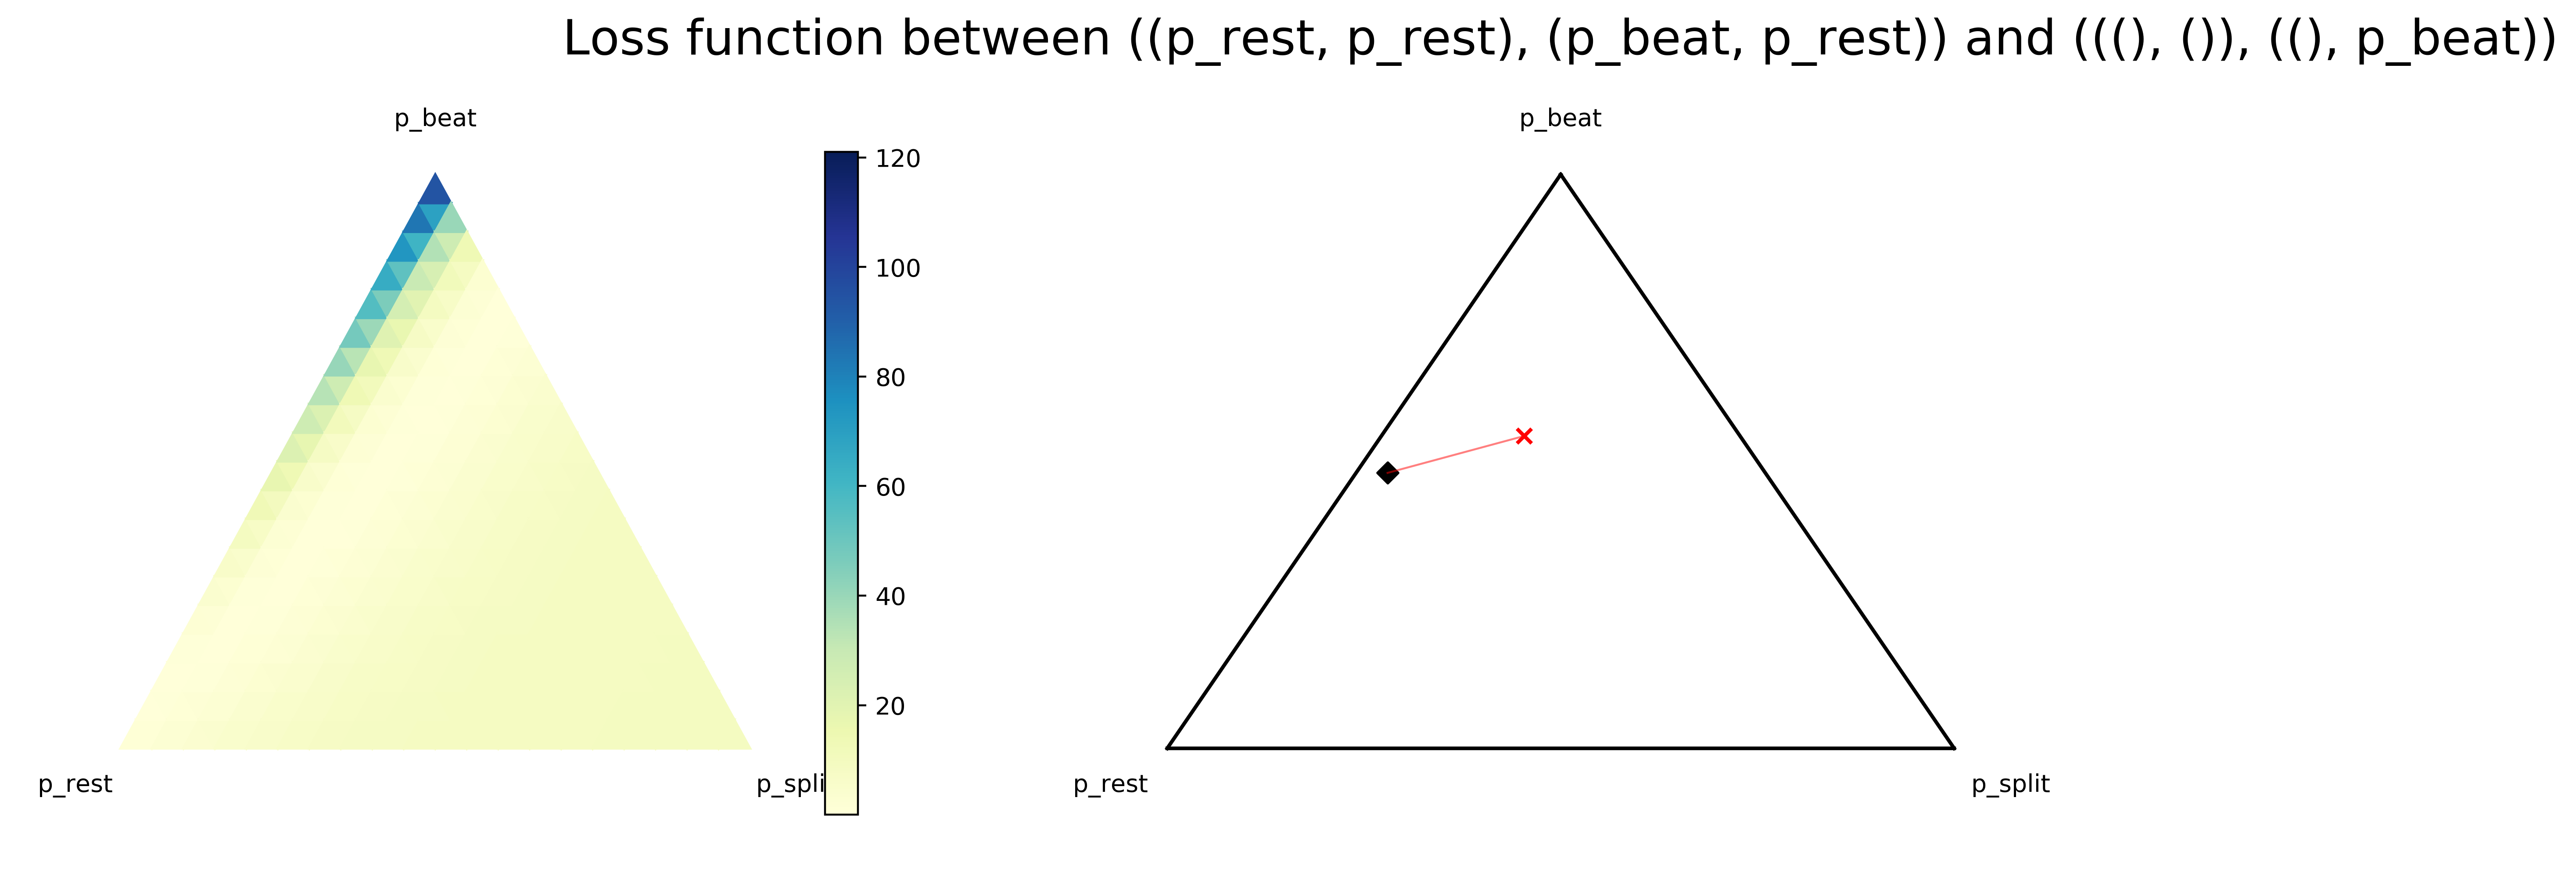 Loss function between ((p_rest, p_rest), (p_beat, p_rest)) and (((), ()), ((), p_beat))
p_beat
p_beat
120
100
80
60
40
20
p_rest
p_spli
p_rest
p_split